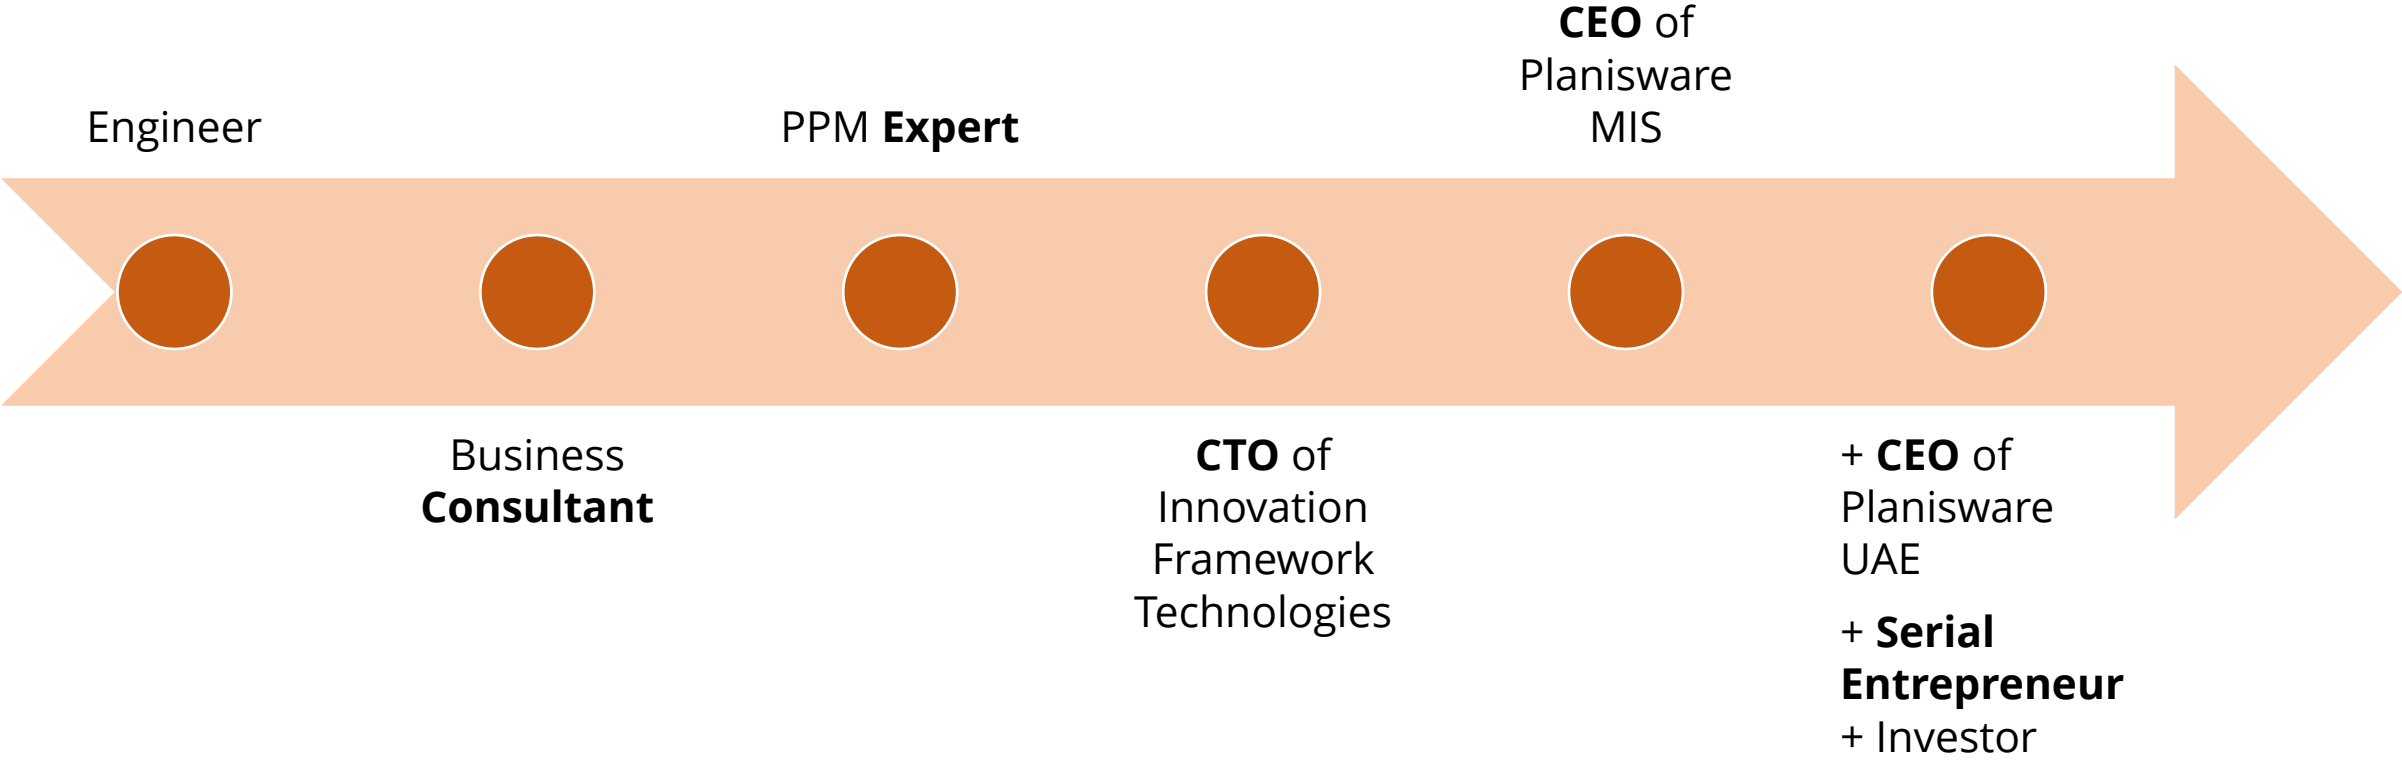 Engineer
Business
Consultant
PPM Expert
CTO of
Innovation
Framework
Technologies
CEO of
Planisware
MIS
+ CEO of
Planisware
UAE
+ Serial
Entrepreneur
+ Investor